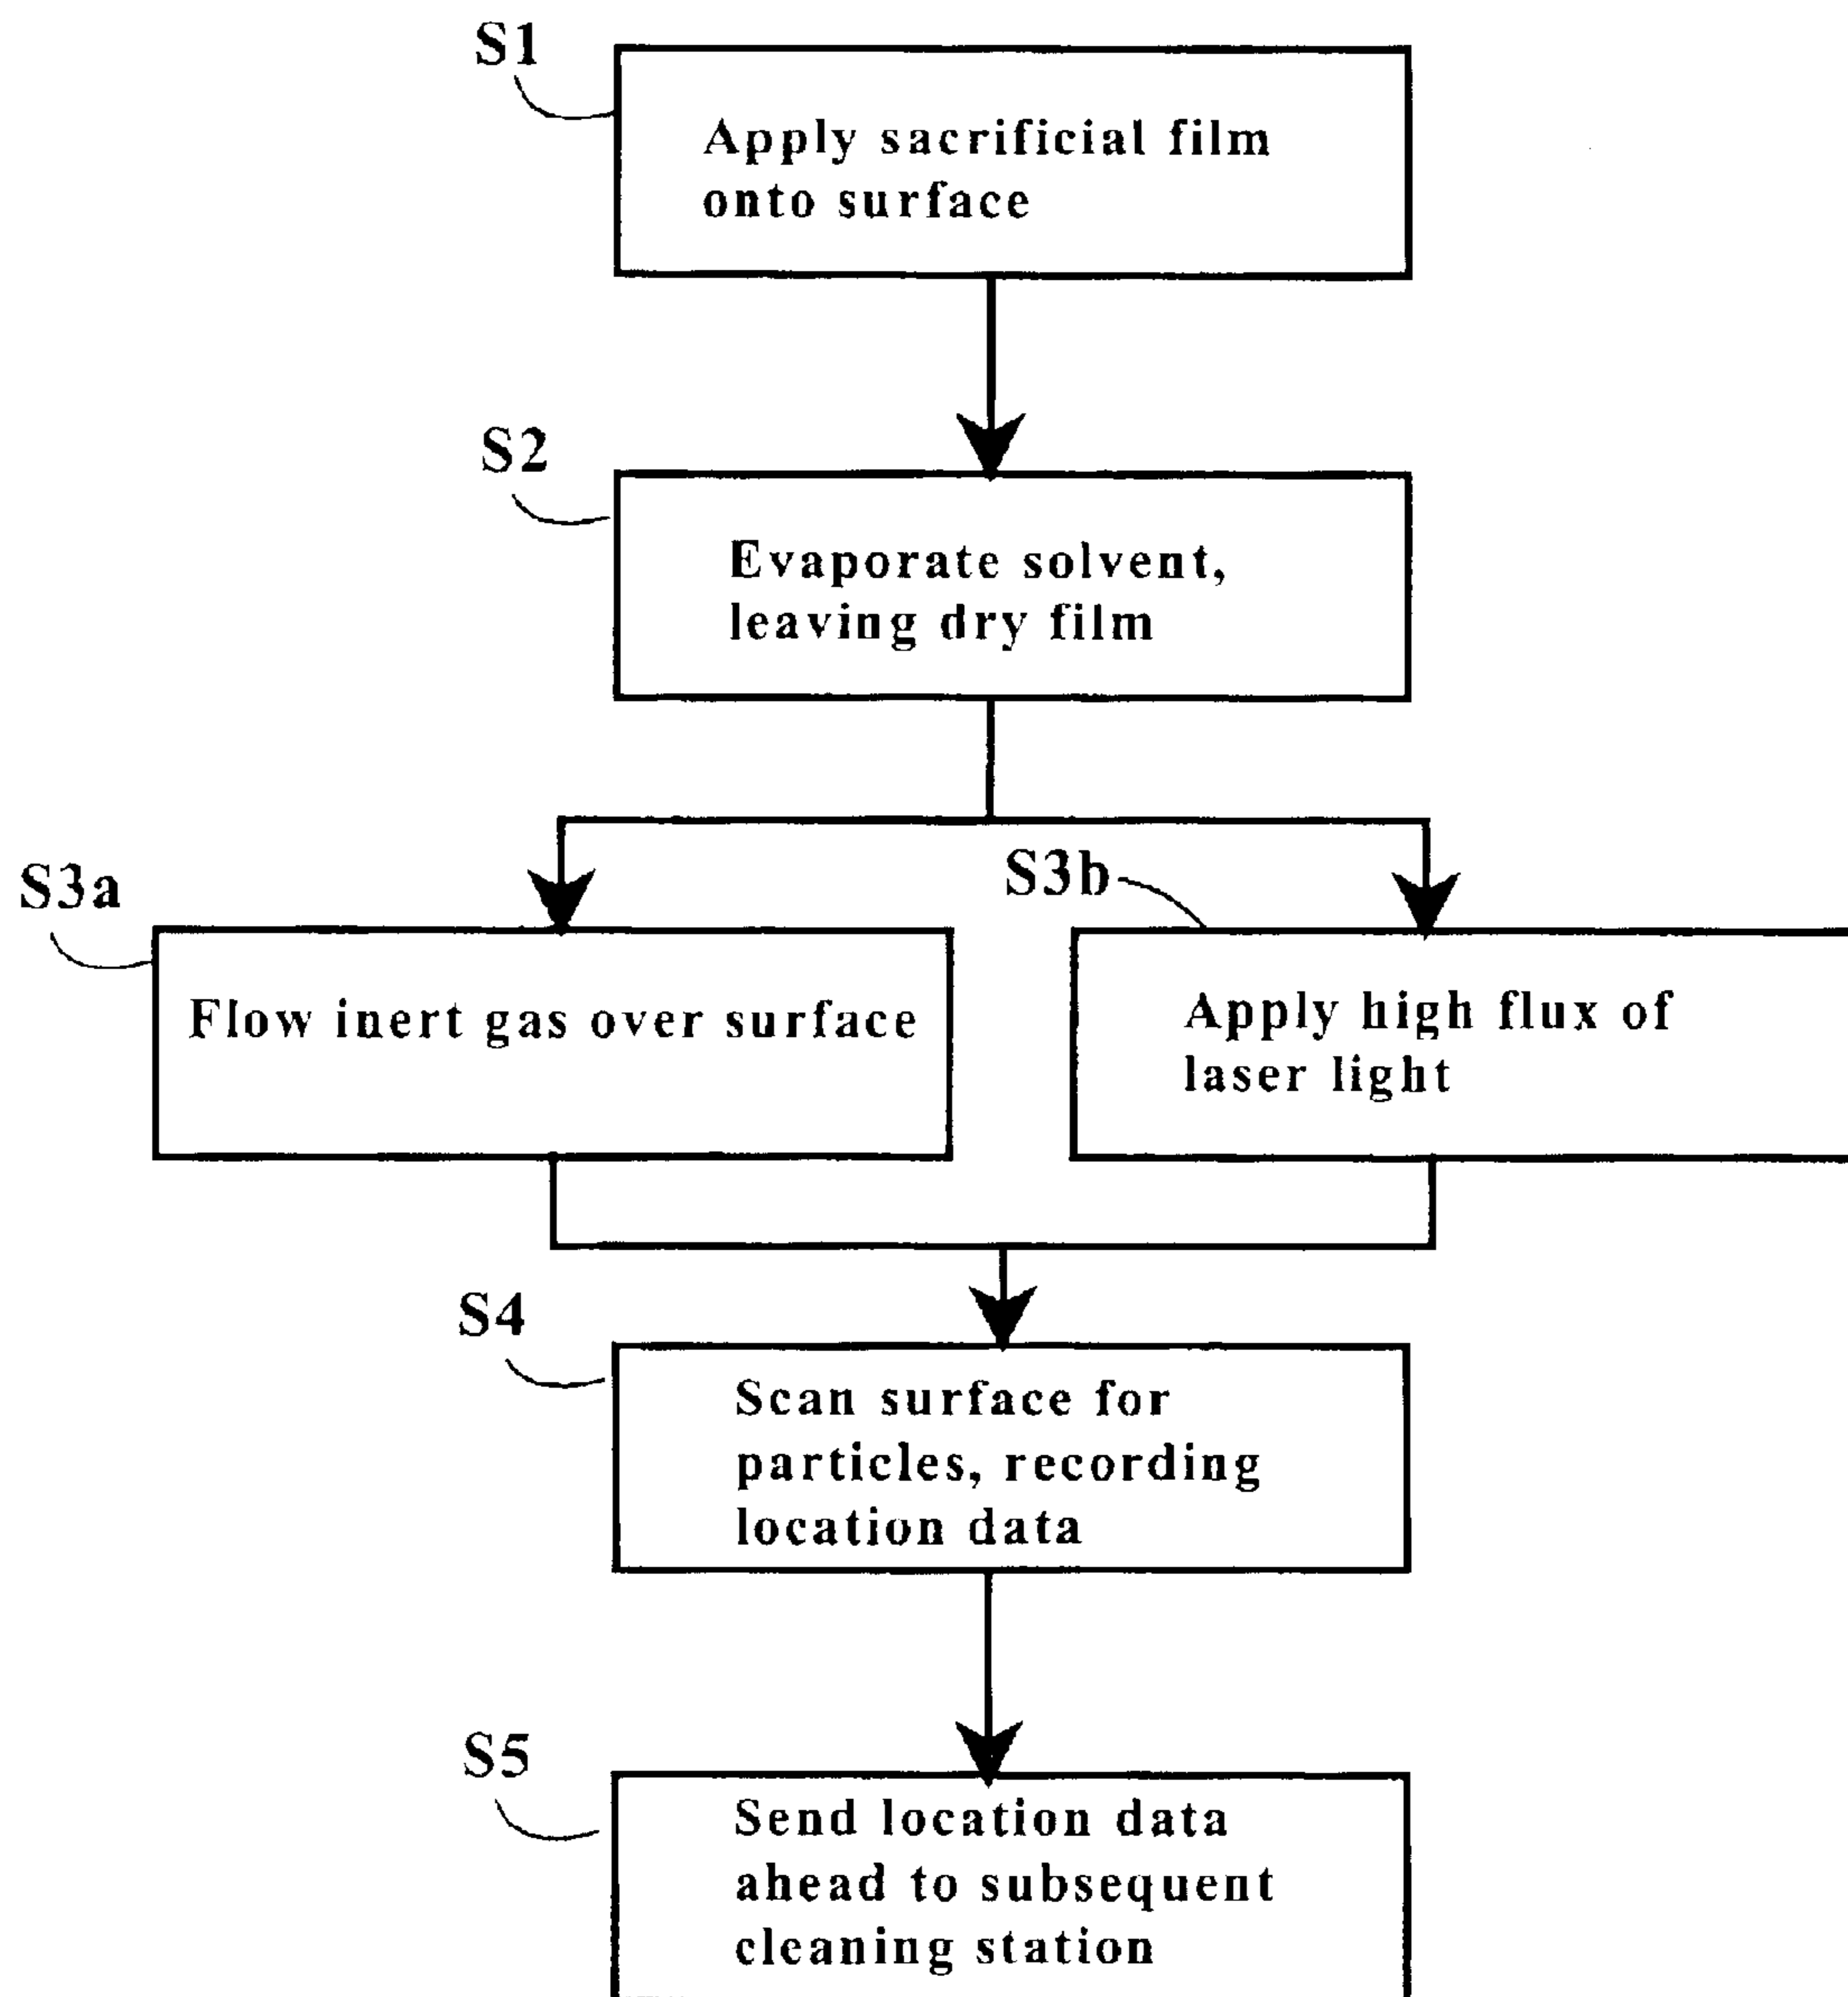 S1
Apply sacrificial film
onto surface
S2
Evaporate solvent,
leaving dry film
S3a
Flow inert gas over surface
S3b
Apply high flux of
laser light
S4
Scan surface for
particles, recording
location data
S5
Send location data
ahead to subsequent
cleaning station